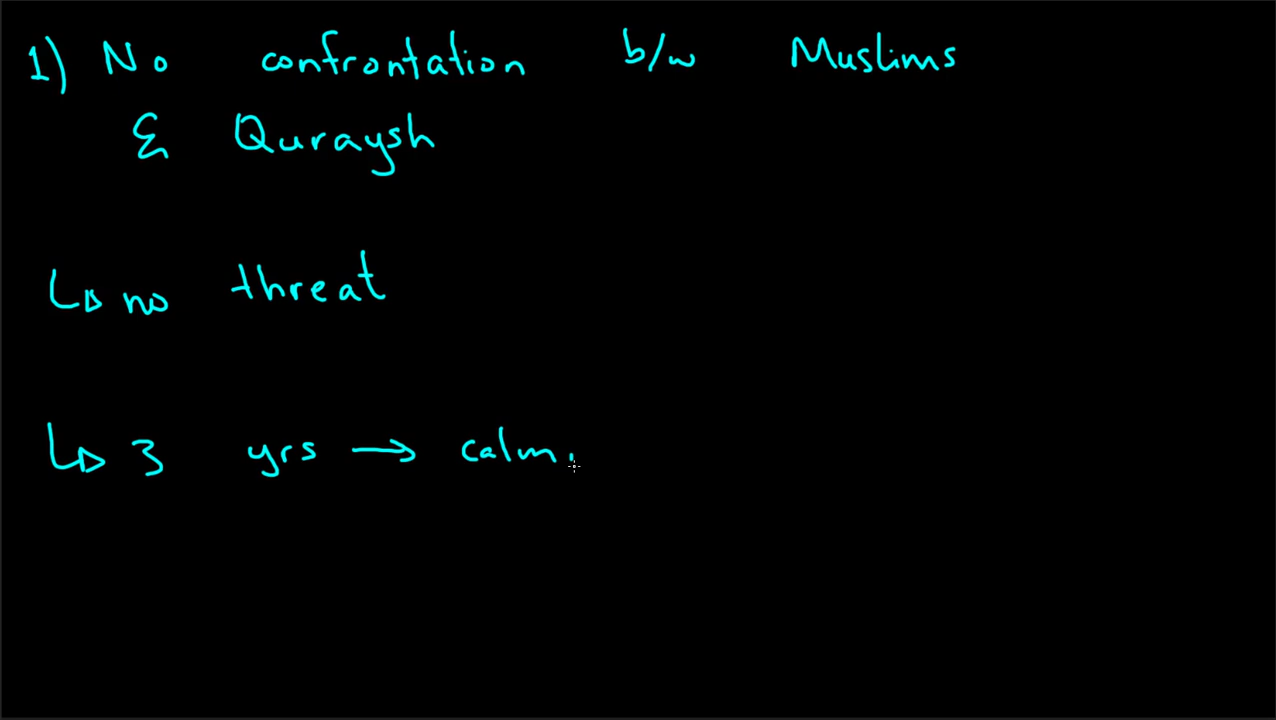 1) No confrontation b/w Muslims
& Quraysh
↳ no threat
↳ 3 yrs → calm.